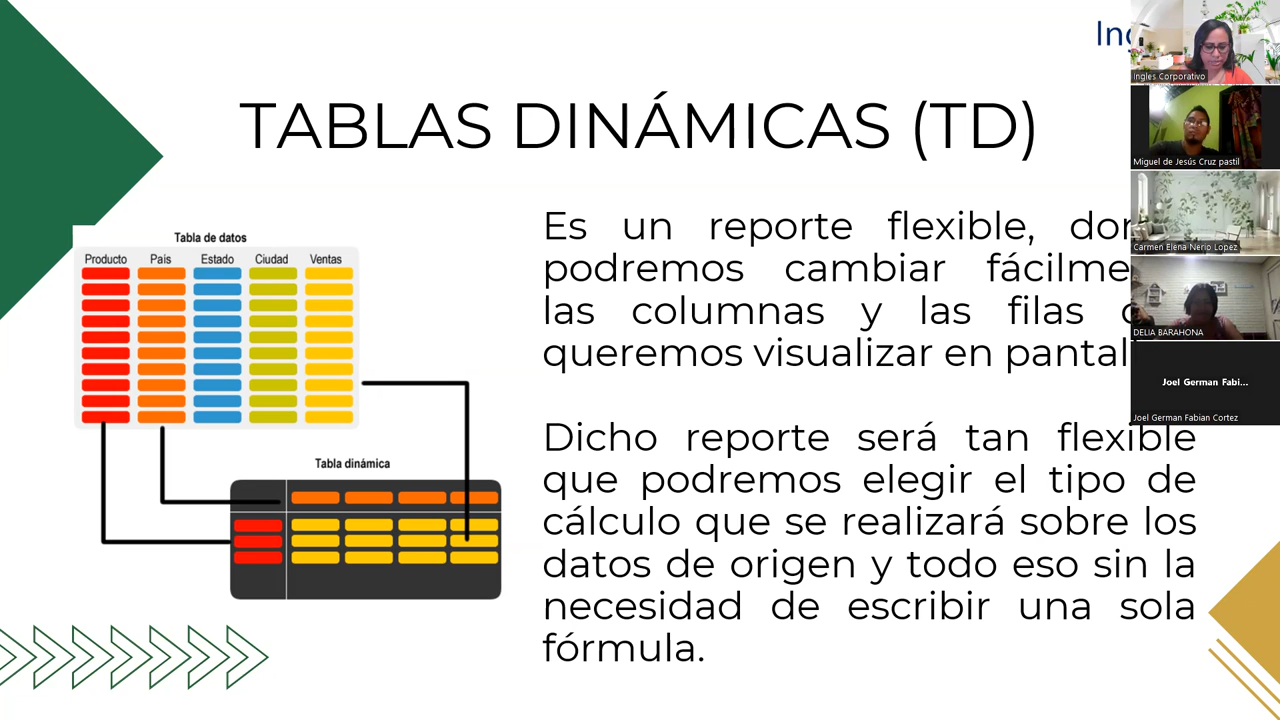 TABLAS DINÁMICAS (TD)
Tabla de datos
Producto Pais Estado Ciudad Ventas
Tabla dinámica
Es un reporte flexible,
podremos cambiar
las columnas y las filas
queremos visualizar en
Dicho reporte será tan flexible
que podremos elegir el tipo de
cálculo que se realizará sobre los
datos de origen y todo eso sin la
necesidad de escribir una sola
fórmula.
Ingles Corporativo
Miguel de Jesús Cruz pastil
Carmen Elena Nerio Lopez
DELIA BARAHONA
Joel German Fabi...
Joel German Fabian Cortez